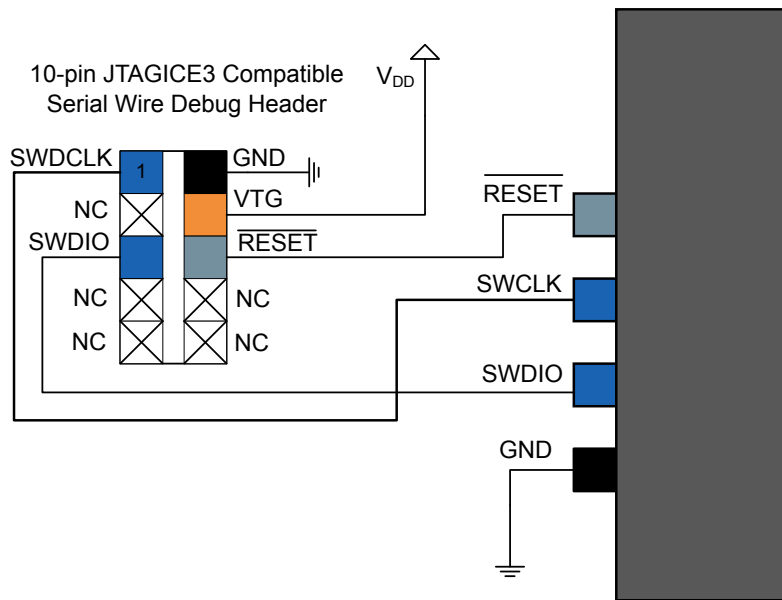 10-pin JTAGICE3 Compatible
Serial Wire Debug Header
VDD
SWDCLK
1
GND
NC
VTG
SWDIO
RESET
NC
NC
NC
NC
RESET
SWCLK
SWDIO
GND